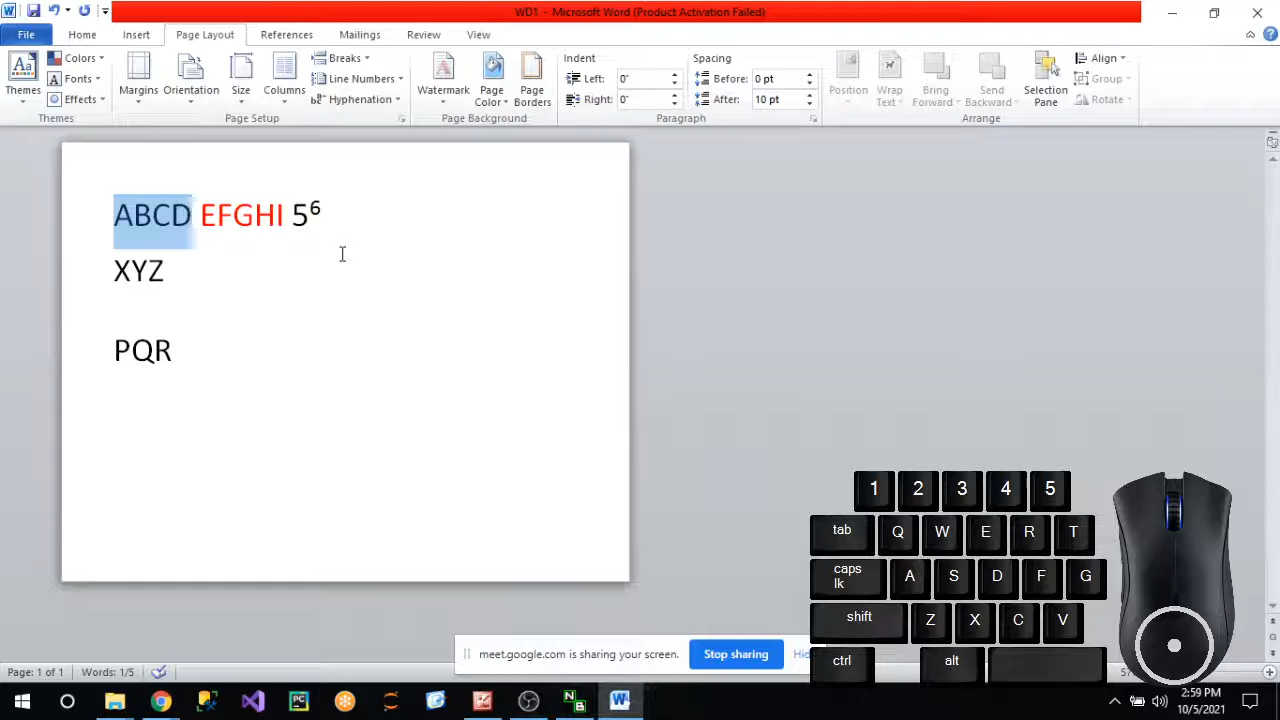 WD1 - Microsoft Word (Product Activation Failed)
File Home Insert Page Layout References Mailings Review View
Aa Themes Colors Fonts Effects Margins Orientation Size Columns Breaks Line Numbers Hyphenation Watermark Page Color Page Borders Indent Left: 0" Right: 0" Spacing Before: 0 pt After: 10 pt Position Wrap Text Bring Forward Send Backward Selection Pane Align Group Rotate
Themes Page Setup Page Background Paragraph Arrange
ABCD EFGHI 5⁶
XYZ
PQR
1 2 3 4 5
tab Q W E R T
caps lk A S D F G
shift Z X C V
ctrl alt
meet.google.com is sharing your screen. Stop sharing
Page: 1 of 1 Words: 1/5
2:59 PM
10/5/2021